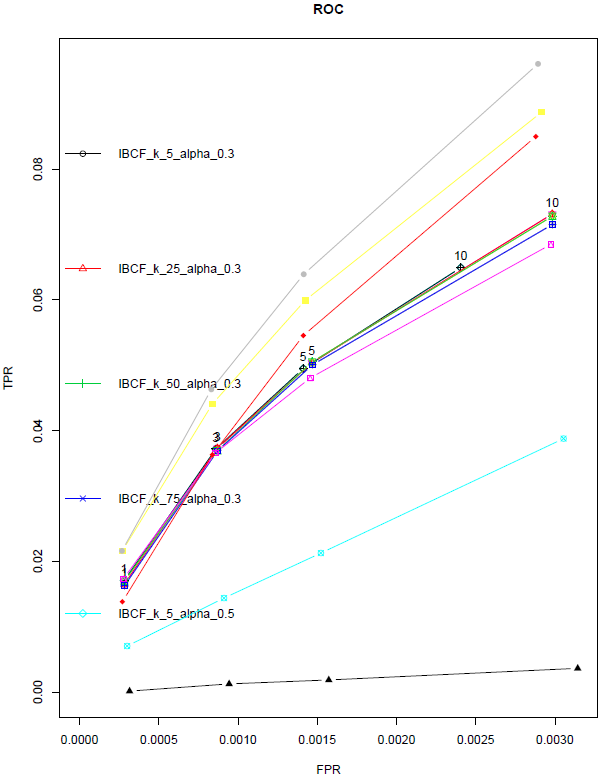 ROC
TPR
0.08
0.06
0.04
0.02
0.00
IBCF_k_5_alpha_0.3
IBCF_k_25_alpha_0.3
IBCF_k_50_alpha_0.3
IBCF_k_75_alpha_0.3
IBCF_k_5_alpha_0.5
10
10
5
5
3
1
0.0000
0.0005
0.0010
0.0015
0.0020
0.0025
0.0030
FPR